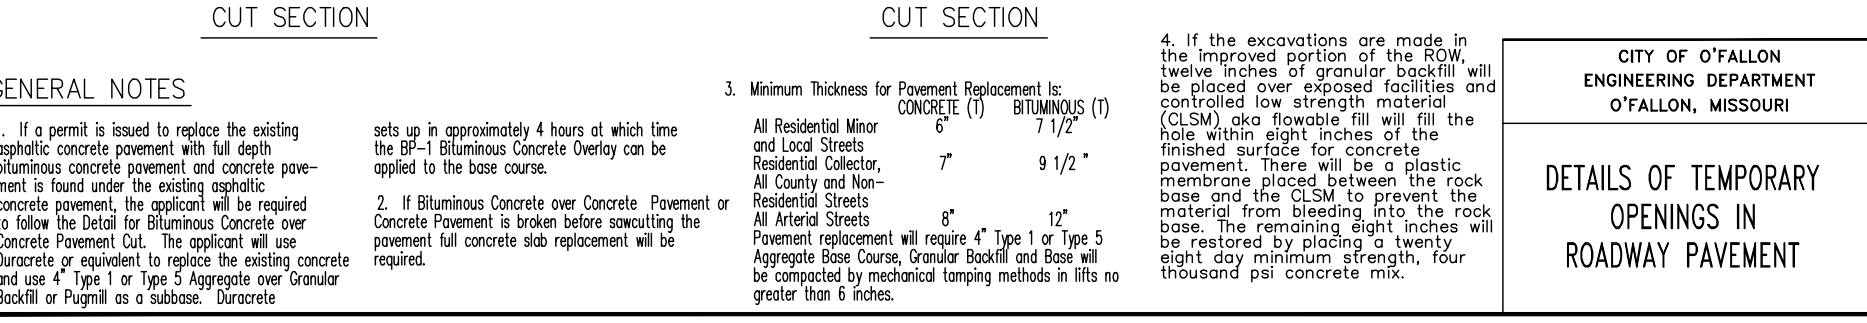 CUT SECTION
CUT SECTION
GENERAL NOTES
1. If a permit is issued to replace the existing
asphaltic concrete pavement with full depth
bituminous concrete pavement and concrete pave-
ment is found under the existing asphaltic
concrete pavement, the applicant will be required
to follow the Detail for Bituminous Concrete over
Concrete Pavement Cut. The applicant will use
Duracrete or equivalent to replace the existing concrete
and use 4" Type 1 or Type 5 Aggregate over Granular
Backfill or Pugmill as a subbase. Duracrete
sets up in approximately 4 hours at which time
the BP-1 Bituminous Concrete Overlay can be
applied to the base course.
2. If Bituminous Concrete over Concrete Pavement or
Concrete Pavement is broken before sawcutting the
pavement full concrete slab replacement will be
required.
3. Minimum Thickness for Pavement Replacement Is:
CONCRETE (T) BITUMINOUS (T)
All Residential Minor 6" 7 1/2"
and Local Streets
Residential Collector, 7" 9 1/2 "
All County and Non-
Residential Streets
All Arterial Streets 8" 12"
Pavement replacement will require 4" Type 1 or Type 5
Aggregate Base Course, Granular Backfill and Base will
be compacted by mechanical tamping methods in lifts no
greater than 6 inches.
4. If the excavations are made in
the improved portion of the ROW,
twelve inches of granular backfill will
be placed over exposed facilities and
controlled low strength material
(CLSM) aka flowable fill will fill the
hole within eight inches of the
finished surface for concrete
pavement. There will be a plastic
membrane placed between the rock
base and the CLSM to prevent the
material from bleeding into the rock
base. The remaining eight inches will
be restored by placing a twenty
eight day minimum strength, four
thousand psi concrete mix.
CITY OF O'FALLON
ENGINEERING DEPARTMENT
O'FALLON, MISSOURI
DETAILS OF TEMPORARY
OPENINGS IN
ROADWAY PAVEMENT